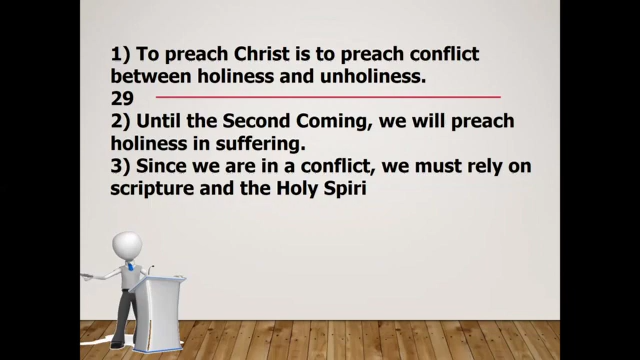 1) To preach Christ is to preach conflict
between holiness and unholiness.
29
2) Until the Second Coming, we will preach
holiness in suffering.
3) Since we are in a conflict, we must rely on
scripture and the Holy Spiri